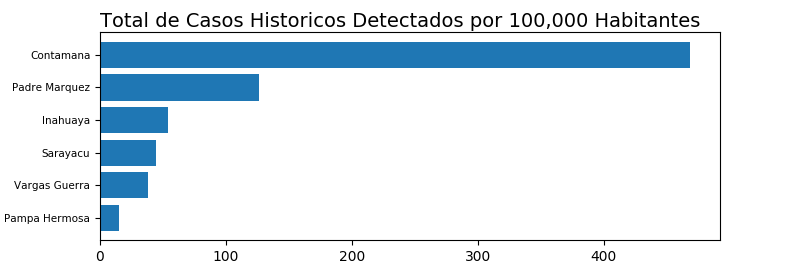 Total de Casos Historicos Detectados por 100,000 Habitantes
Contamana
Padre Marquez
Inahuaya
Sarayacu
Vargas Guerra
Pampa Hermosa
0 100 200 300 400